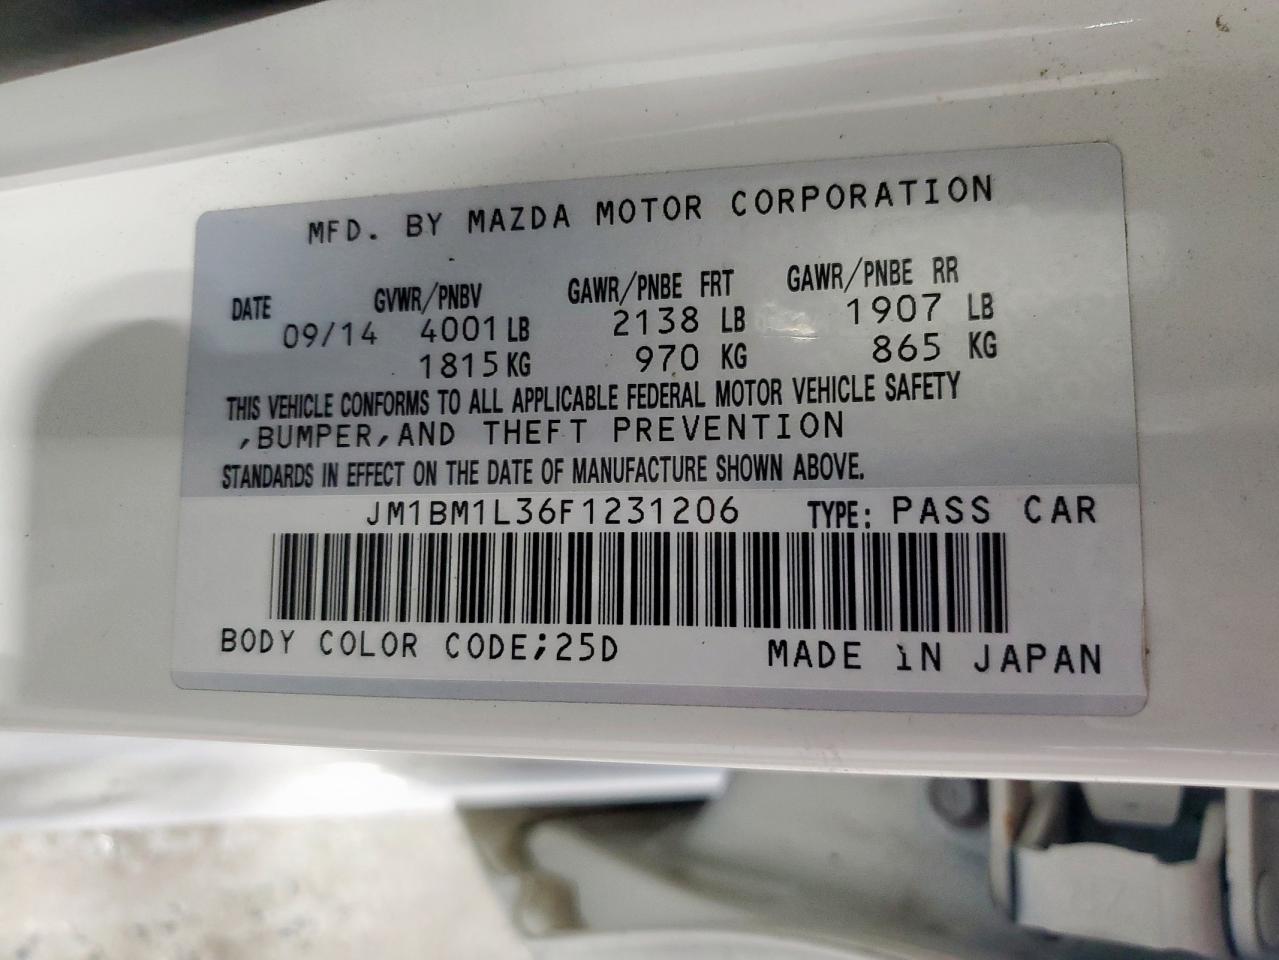 MFD. BY MAZDA MOTOR CORPORATION
DATE GVWR/PNBV GAWR/PNBE FRT GAWR/PNBE RR
09/14 4001 LB 2138 LB 1907 LB
1815 KG 970 KG 865 KG
THIS VEHICLE CONFORMS TO ALL APPLICABLE FEDERAL MOTOR VEHICLE SAFETY
,BUMPER,AND THEFT PREVENTION
STANDARDS IN EFFECT ON THE DATE OF MANUFACTURE SHOWN ABOVE.
JM1BM1L36F1231206 TYPE: PASS CAR
BODY COLOR CODE;25D MADE IN JAPAN